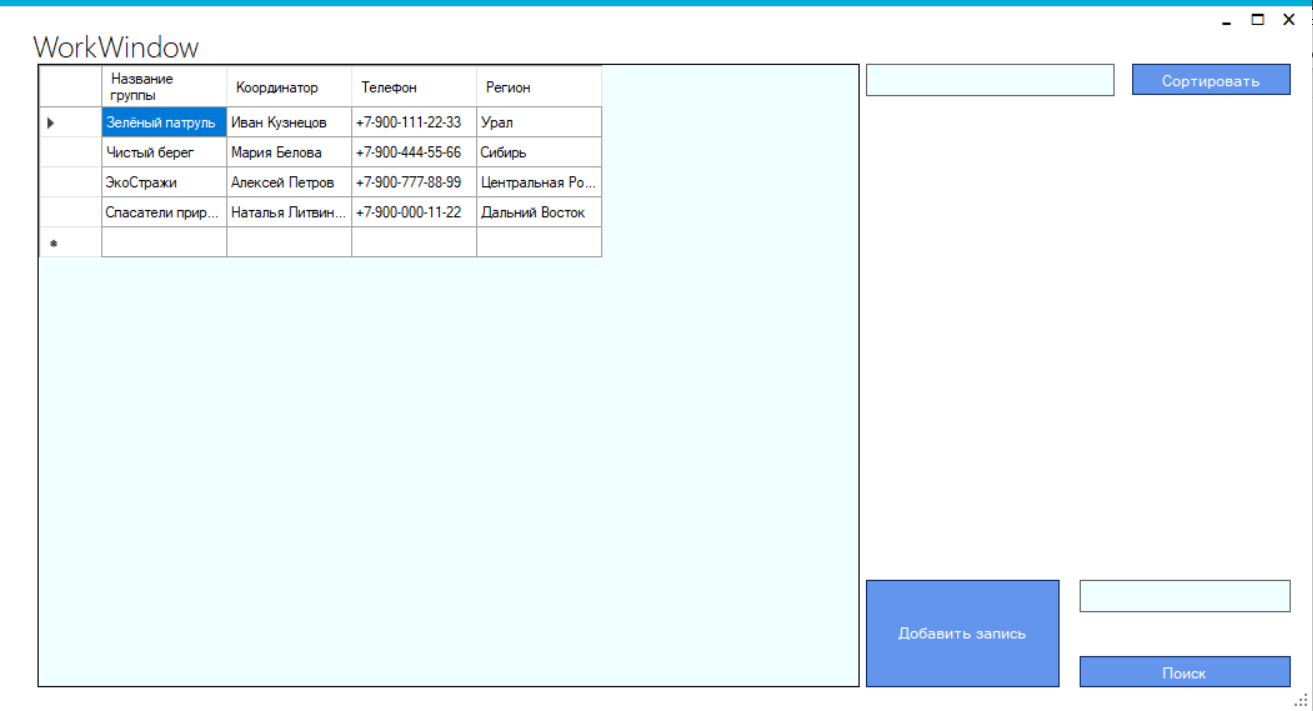 WorkWindow
Название группы Координатор Телефон Регион
Зелёный патруль Иван Кузнецов +7-900-111-22-33 Урал
Чистый берег Мария Белова +7-900-444-55-66 Сибирь
ЭкоСтражи Алексей Петров +7-900-777-88-99 Центральная Ро...
Спасатели прир... Наталья Литвин... +7-900-000-11-22 Дальний Восток
Сортировать
Добавить запись
Поиск